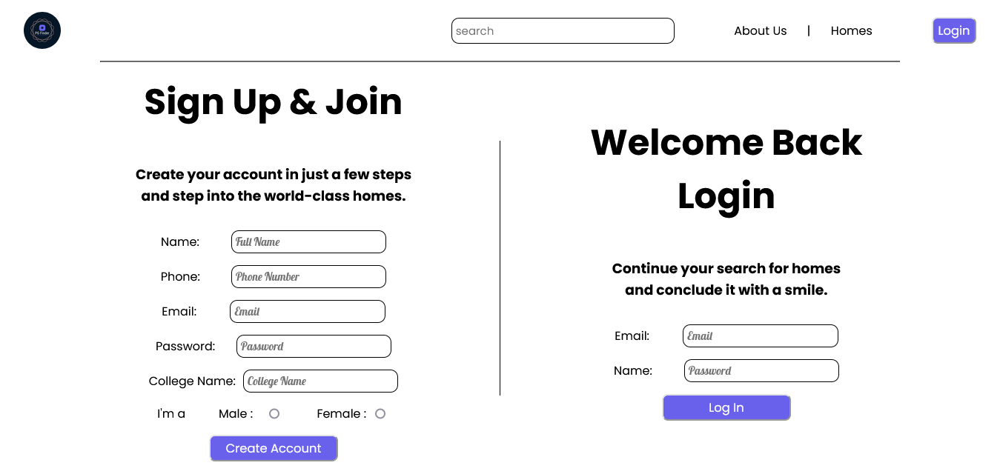 PG Finder
search
About Us | Homes
Login
Sign Up & Join
Create your account in just a few steps
and step into the world-class homes.
Name: Full Name
Phone: Phone Number
Email: Email
Password: Password
College Name: College Name
I'm a Male : Female :
Create Account
Welcome Back
Login
Continue your search for homes
and conclude it with a smile.
Email: Email
Name: Password
Log In